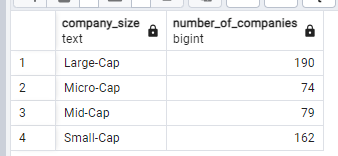 company_size number_of_companies
text bigint
1 Large-Cap 190
2 Micro-Cap 74
3 Mid-Cap 79
4 Small-Cap 162